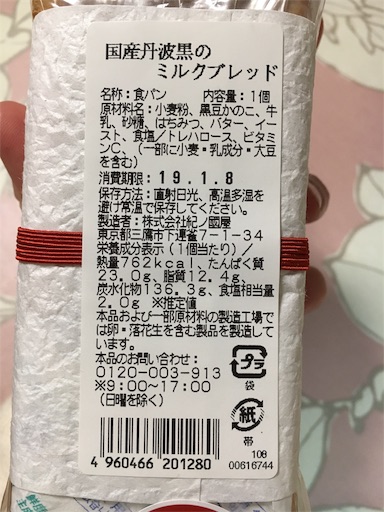 国産丹波黒の
ミルクブレッド
名称:食パン 内容量:1個
原材料名:小麦粉、黒豆かのこ、牛
乳、砂糖、はちみつ、バター、イー
スト、食塩/トレハロース、ビタミ
ンC、(一部に小麦・乳成分・大豆
を含む)
消費期限:19.1.8
保存方法:直射日光、高温多湿を
避け常温で保存してください。
製造者:株式会社紀ノ國屋
東京都三鷹市下連雀7-1-34
栄養成分表示(1個当たり)/
熱量762kcal、たんぱく質
23.0g、脂質12.4g、
炭水化物136.3g、食塩相当量
2.0g ※推定値
本品および一部原材料の製造工場で
は卵・落花生を含む製品を製造して
います。
本品のお問い合わせ:
0120-003-913
※9:00~17:00
(日曜を除く)
プラ
袋
紙
帯
4 960466 201280
108
00616744